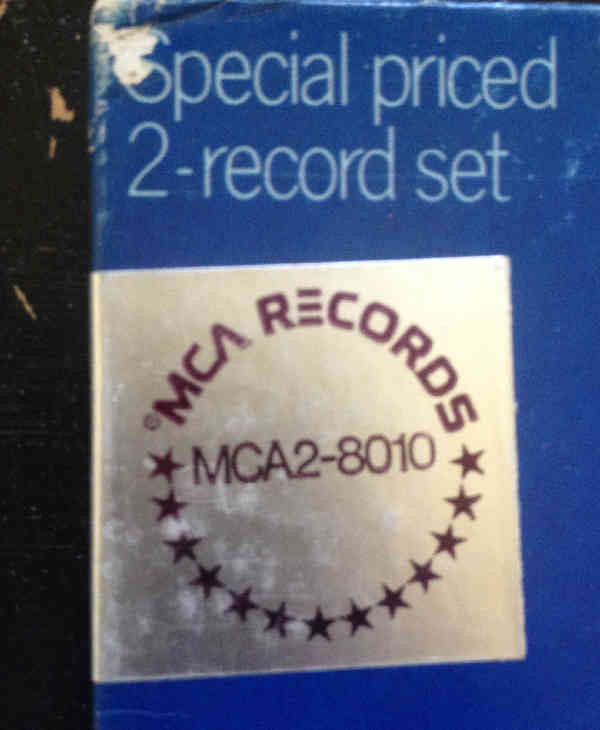 Special priced
2-record set
©MCA RECORDS
MCA2-8010